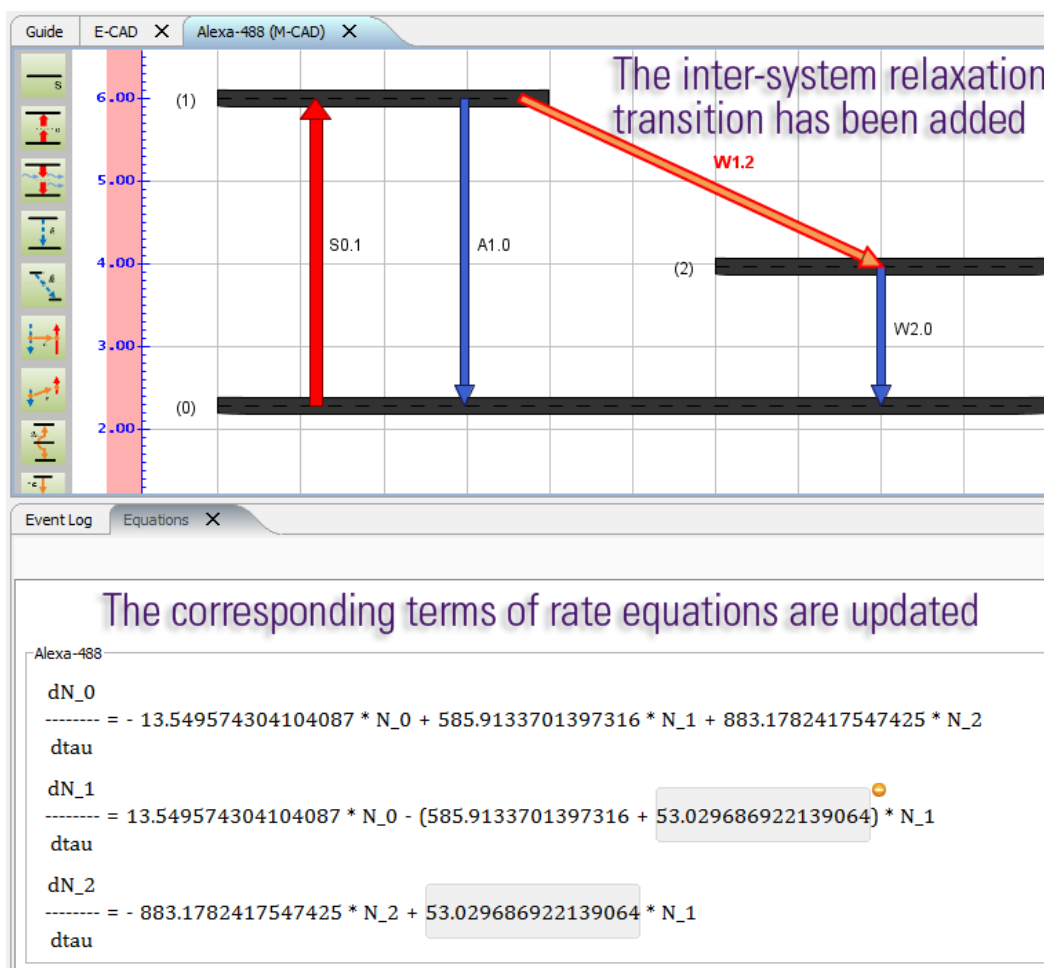 Guide E-CAD X Alexa-488 (M-CAD) X
The inter-system relaxation
transition has been added
6.00 (1)
W1.2
5.00
S0.1 A1.0
4.00 (2)
W2.0
3.00
(0)
2.00
Event Log Equations X
The corresponding terms of rate equations are updated
Alexa-488
dN_0
-------- = - 13.549574304104087 * N_0 + 585.9133701397316 * N_1 + 883.1782417547425 * N_2
dtau
dN_1
-------- = 13.549574304104087 * N_0 - (585.9133701397316 + 53.029686922139064) * N_1
dtau
dN_2
-------- = - 883.1782417547425 * N_2 + 53.029686922139064 * N_1
dtau